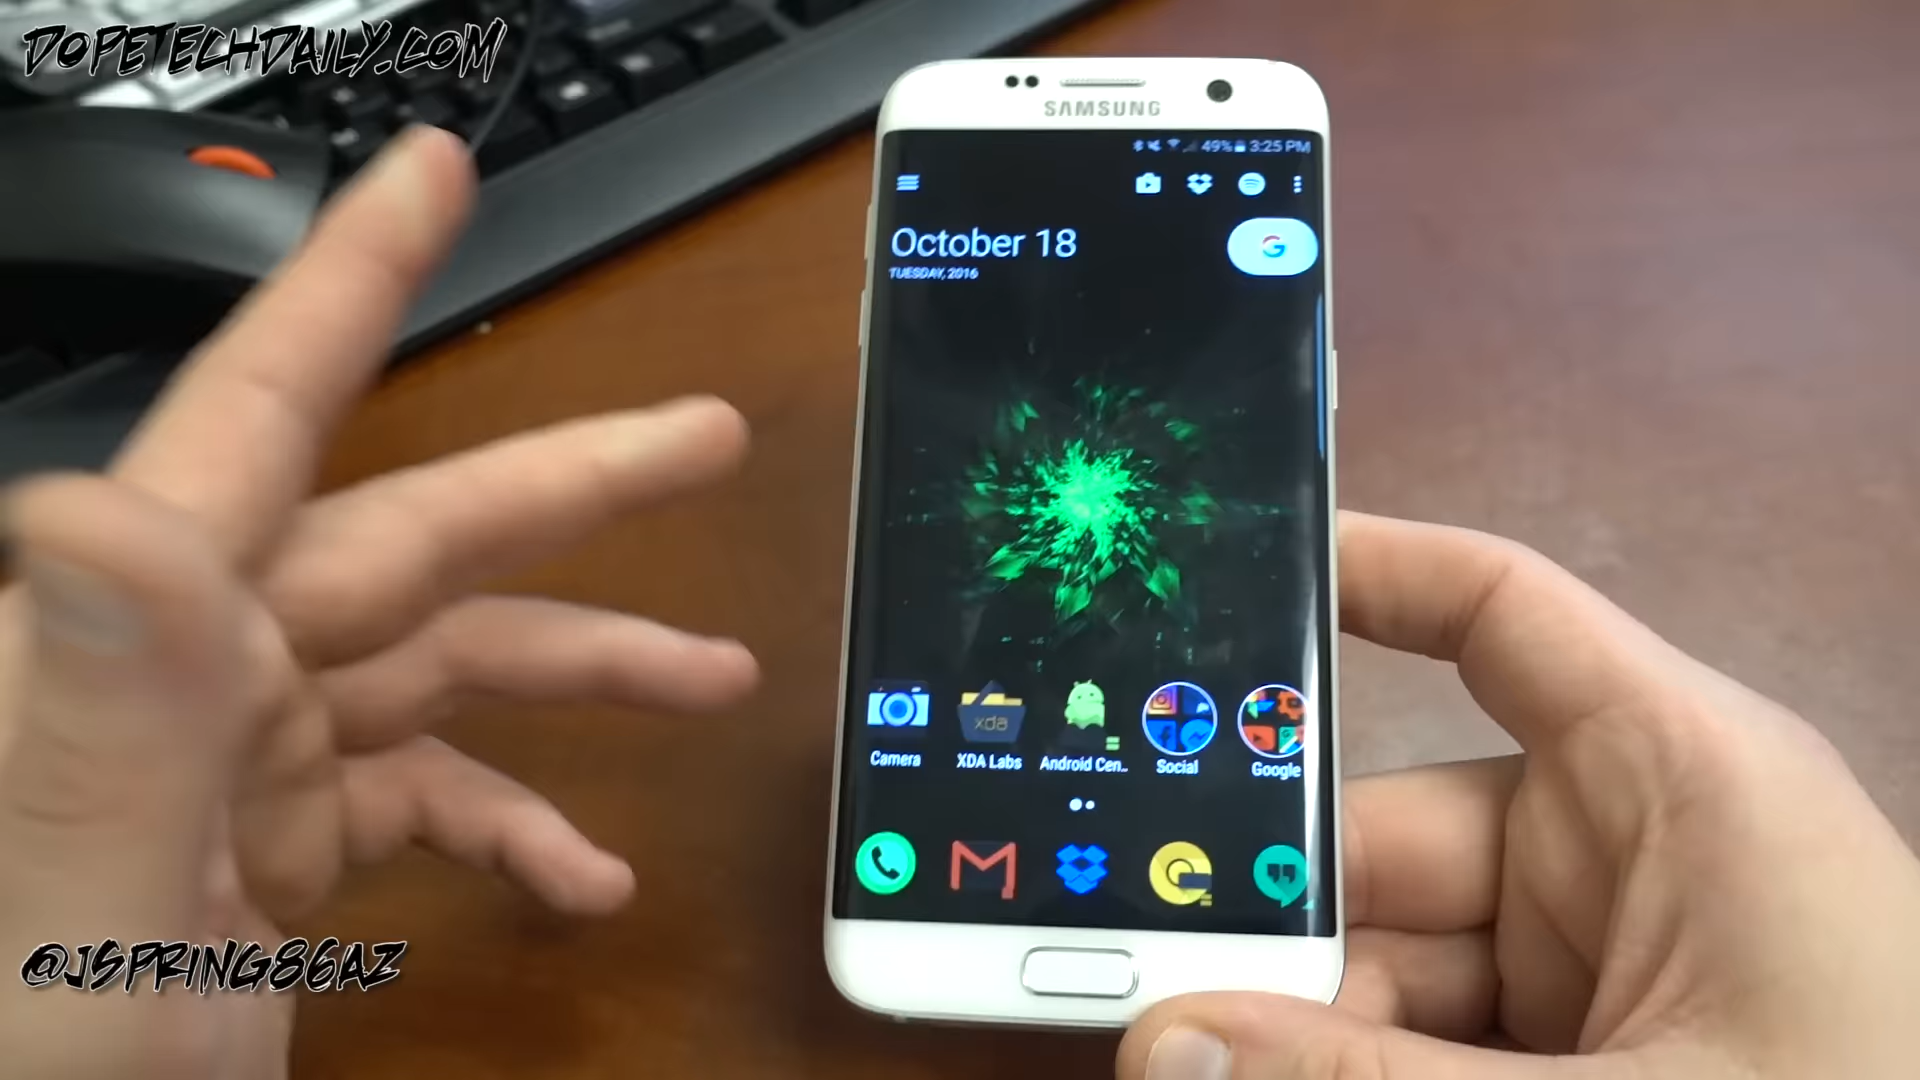 DOPETECHDAILY.COM
SAMSUNG
49% 3:25 PM
October 18
TUESDAY, 2016
G
xda
Camera
XDA Labs
Android Cen..
Social
Google
@JSPRING86AZ